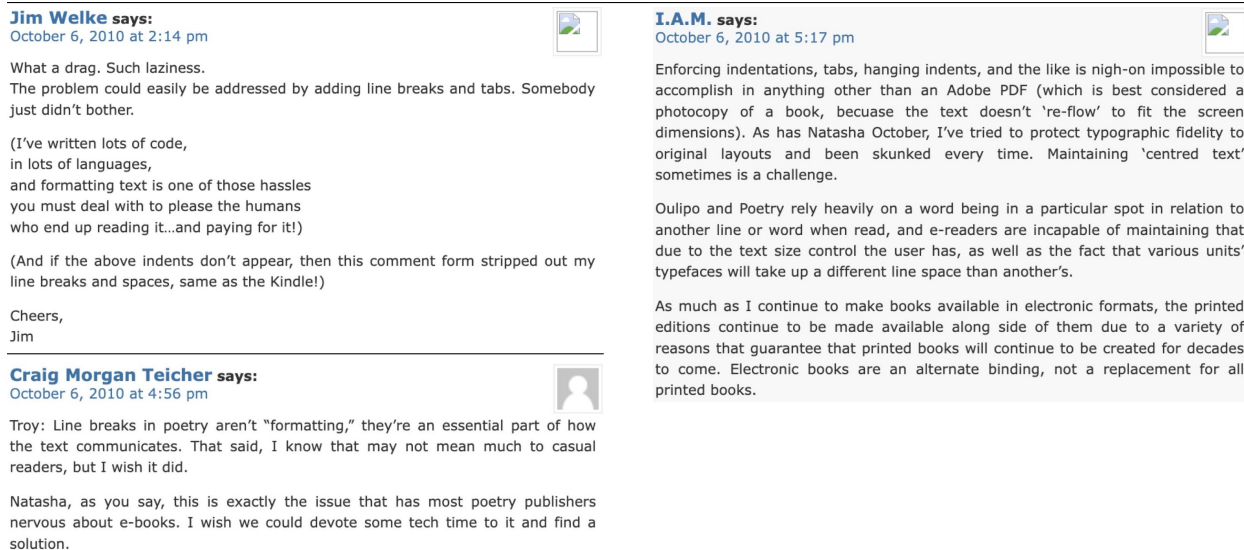 Jim Welke says:
October 6, 2010 at 2:14 pm
What a drag. Such laziness.
The problem could easily be addressed by adding line breaks and tabs. Somebody
just didn’t bother.
(I’ve written lots of code,
in lots of languages,
and formatting text is one of those hassles
you must deal with to please the humans
who end up reading it…and paying for it!)
(And if the above indents don’t appear, then this comment form stripped out my
line breaks and spaces, same as the Kindle!)
Cheers,
Jim
Craig Morgan Teicher says:
October 6, 2010 at 4:56 pm
Troy: Line breaks in poetry aren’t “formatting,” they’re an essential part of how
the text communicates. That said, I know that may not mean much to casual
readers, but I wish it did.
Natasha, as you say, this is exactly the issue that has most poetry publishers
nervous about e-books. I wish we could devote some tech time to it and find a
solution.
I.A.M. says:
October 6, 2010 at 5:17 pm
Enforcing indentations, tabs, hanging indents, and the like is nigh-on impossible to
accomplish in anything other than an Adobe PDF (which is best considered a
photocopy of a book, becuase the text doesn’t ‘re-flow’ to fit the screen
dimensions). As has Natasha October, I’ve tried to protect typographic fidelity to
original layouts and been skunked every time. Maintaining ‘centred text’
sometimes is a challenge.
Oulipo and Poetry rely heavily on a word being in a particular spot in relation to
another line or word when read, and e-readers are incapable of maintaining that
due to the text size control the user has, as well as the fact that various units’
typefaces will take up a different line space than another’s.
As much as I continue to make books available in electronic formats, the printed
editions continue to be made available along side of them due to a variety of
reasons that guarantee that printed books will continue to be created for decades
to come. Electronic books are an alternate binding, not a replacement for all
printed books.